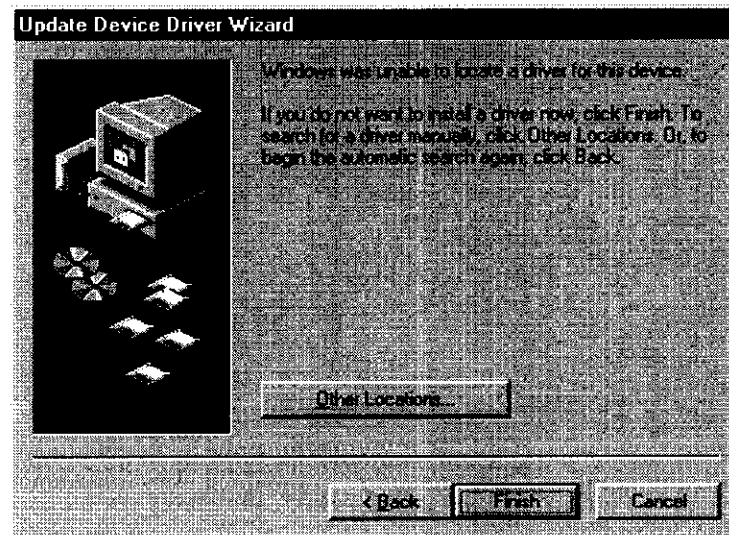 Update Device Driver Wizard
Windows was unable to locate a driver for this device.
If you do not want to install a driver now, click Finish. To
search for a driver manually, click Other Locations. Or, to
begin the automatic search again, click Back.
Other Locations...
< Back
Finish
Cancel